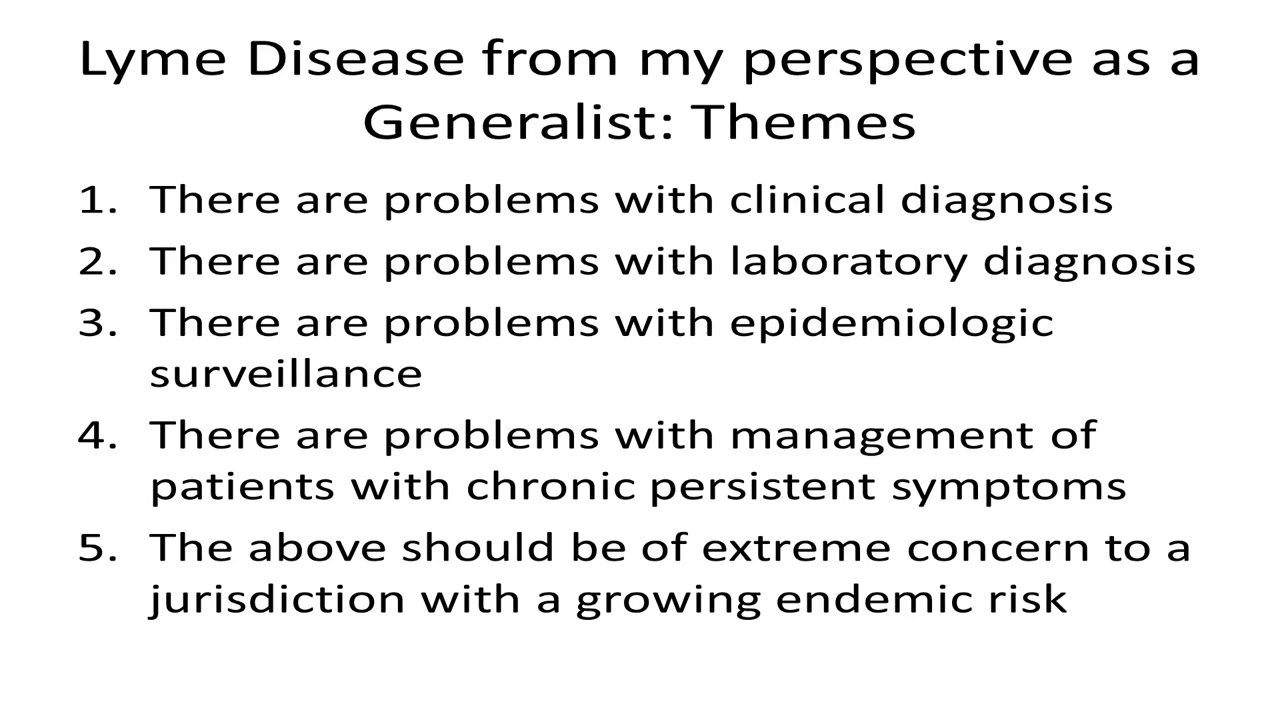 Lyme Disease from my perspective as a
Generalist: Themes
1. There are problems with clinical diagnosis
2. There are problems with laboratory diagnosis
3. There are problems with epidemiologic
surveillance
4. There are problems with management of
patients with chronic persistent symptoms
5. The above should be of extreme concern to a
jurisdiction with a growing endemic risk